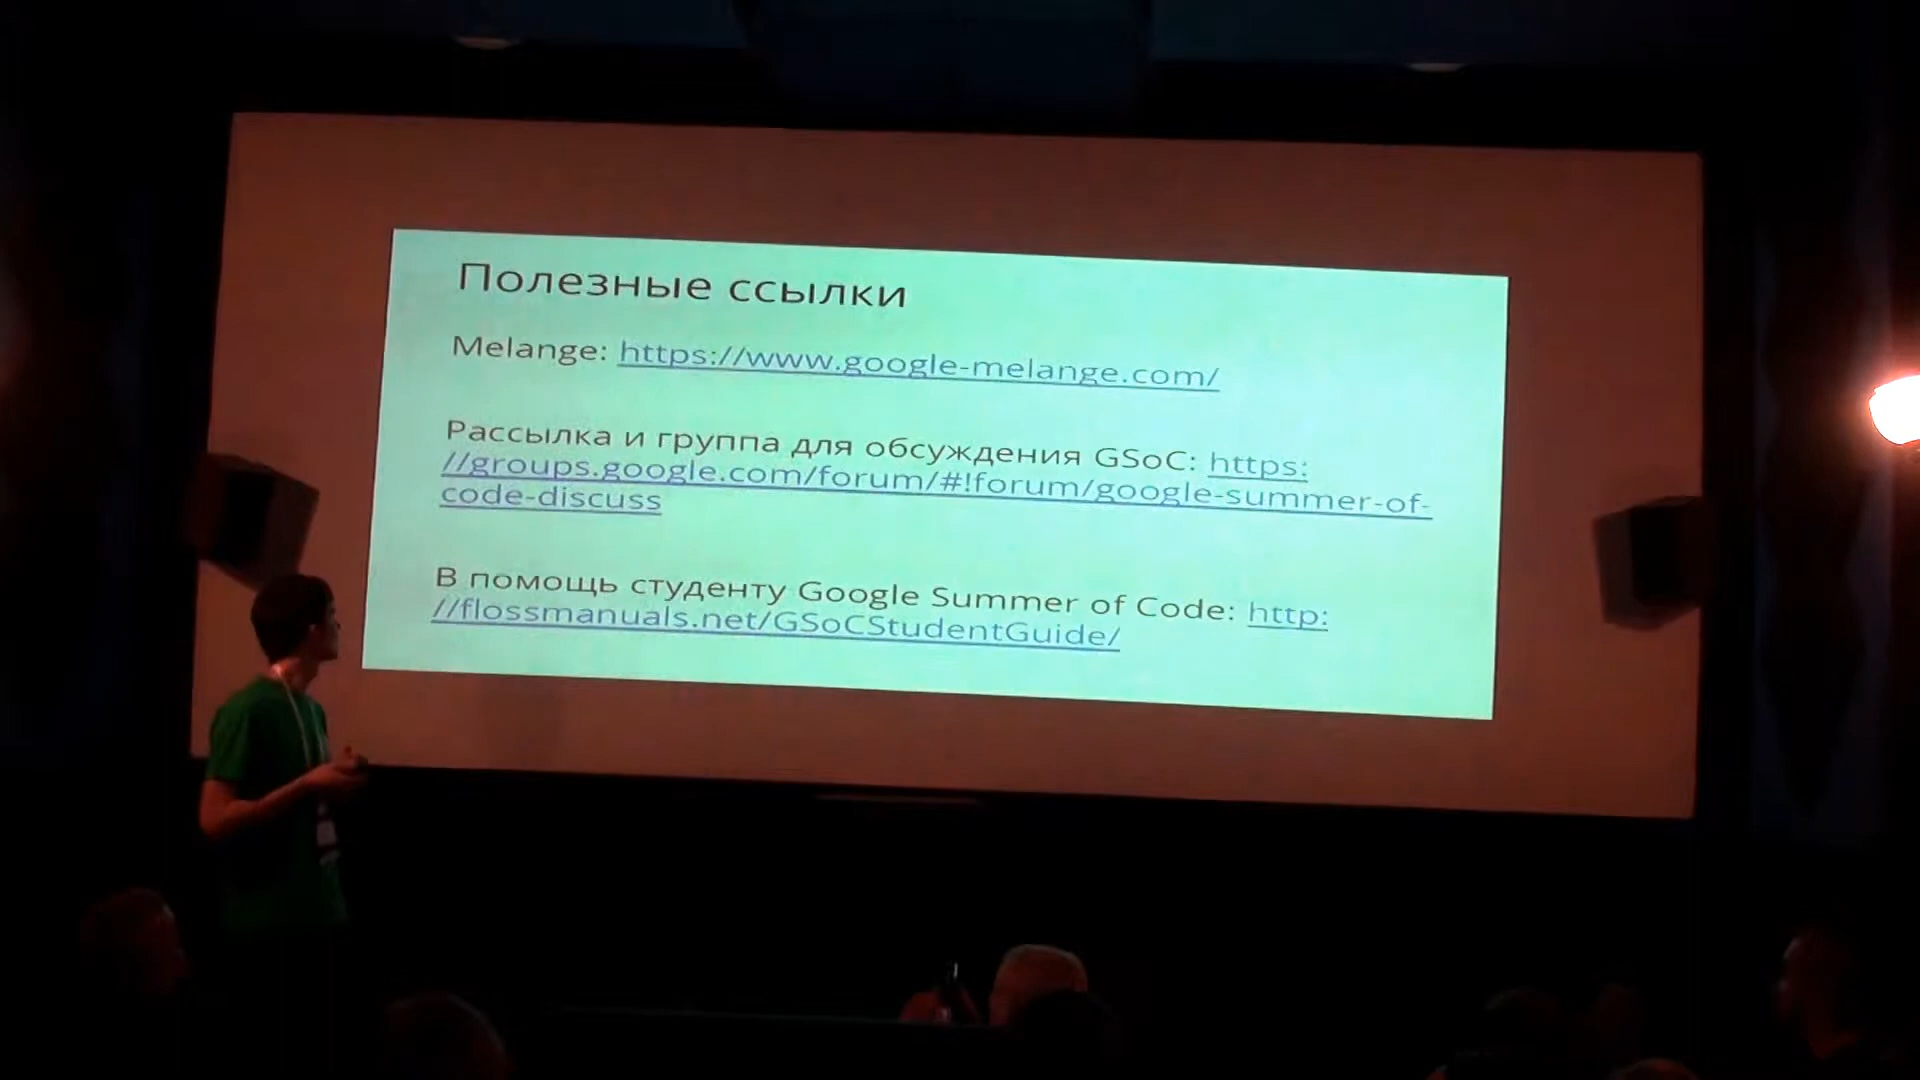 Полезные ссылки
Melange: https://www.google-melange.com/
Рассылка и группа для обсуждения GSoC: https:
//groups.google.com/forum/#!forum/google-summer-of-
code-discuss
В помощь студенту Google Summer of Code: http:
//flossmanuals.net/GSoCStudentGuide/